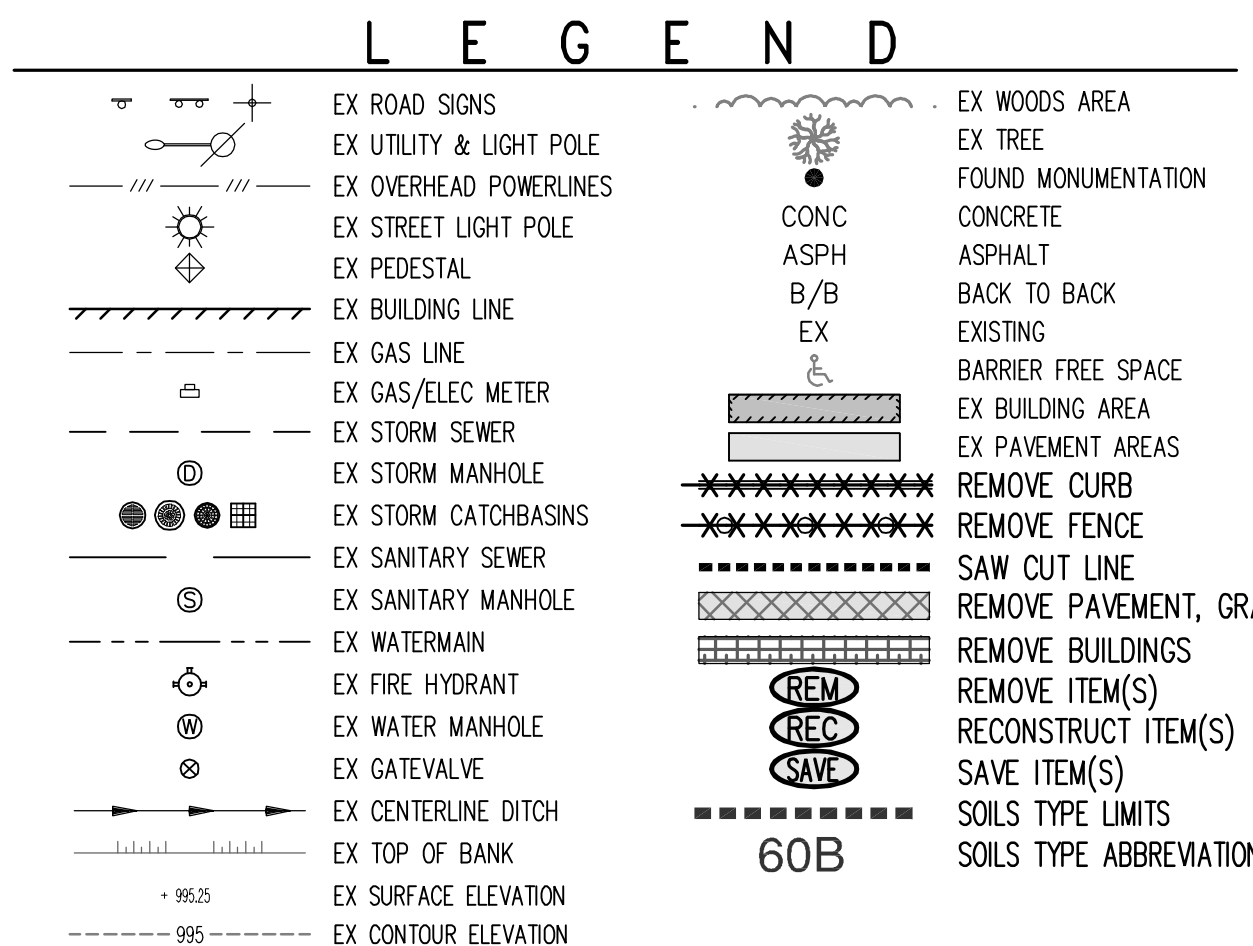 LEGEND
EX ROAD SIGNS
EX UTILITY & LIGHT POLE
EX OVERHEAD POWERLINES
EX STREET LIGHT POLE
EX PEDESTAL
EX BUILDING LINE
EX GAS LINE
EX GAS/ELEC METER
EX STORM SEWER
D EX STORM MANHOLE
EX STORM CATCHBASINS
EX SANITARY SEWER
S EX SANITARY MANHOLE
EX WATERMAIN
EX FIRE HYDRANT
W EX WATER MANHOLE
EX GATEVALVE
EX CENTERLINE DITCH
EX TOP OF BANK
+ 995.25 EX SURFACE ELEVATION
995 EX CONTOUR ELEVATION
EX WOODS AREA
EX TREE
FOUND MONUMENTATION
CONC CONCRETE
ASPH ASPHALT
B/B BACK TO BACK
EX EXISTING
BARRIER FREE SPACE
EX BUILDING AREA
EX PAVEMENT AREAS
REMOVE CURB
REMOVE FENCE
SAW CUT LINE
REMOVE PAVEMENT,
REMOVE BUILDINGS
REM REMOVE ITEM(S)
REC RECONSTRUCT ITEM(S)
SAVE SAVE ITEM(S)
SOILS TYPE LIMITS
60B SOILS TYPE ABBREVIATION